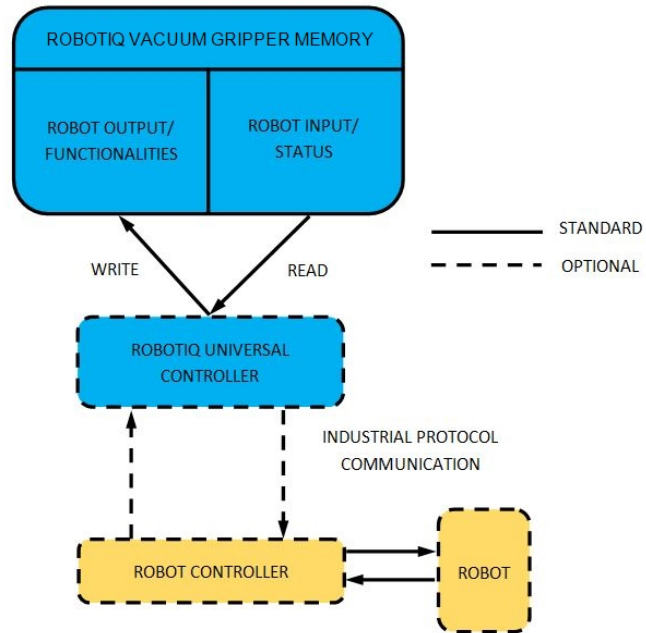 ROBOTIQ VACUUM GRIPPER MEMORY
ROBOT OUTPUT/
FUNCTIONALITIES
ROBOT INPUT/
STATUS
STANDARD
OPTIONAL
WRITE
READ
ROBOTIQ UNIVERSAL
CONTROLLER
INDUSTRIAL PROTOCOL
COMMUNICATION
ROBOT CONTROLLER
ROBOT